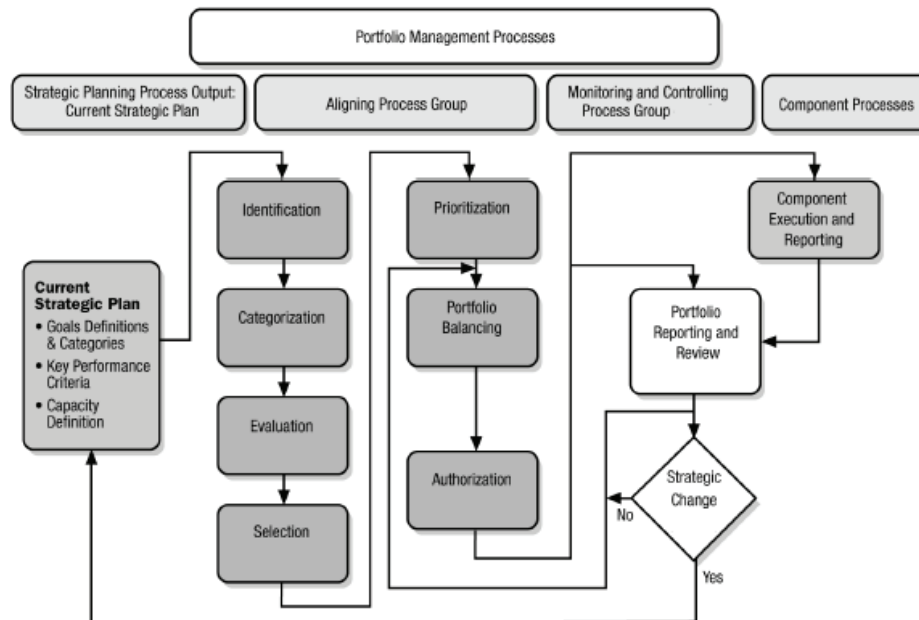 Portfolio Management Processes
Strategic Planning Process Output:
Current Strategic Plan
Aligning Process Group
Monitoring and Controlling
Process Group
Component Processes
Identification
Categorization
Evaluation
Selection
Current
Strategic Plan
• Goals Definitions
& Categories
• Key Performance
Criteria
• Capacity
Definition
Prioritization
Portfolio
Balancing
Authorization
Component
Execution and
Reporting
Portfolio
Reporting and
Review
Strategic
Change
No
Yes